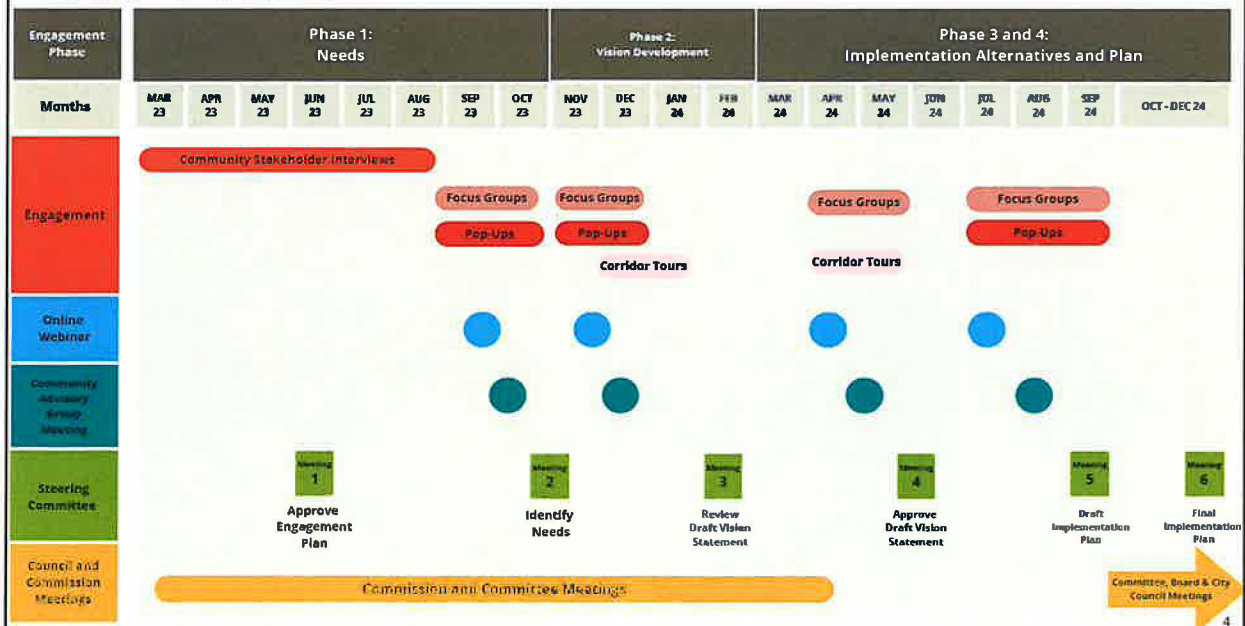 Engagement
Phase
Phase 1:
Needs
Phase 2:
Vision Development
Phase 3 and 4:
Implementation Alternatives and Plan
Months
MAR
23
APR
23
MAY
23
JUN
23
JUL
23
AUG
23
SEP
23
OCT
23
NOV
23
DEC
23
JAN
24
FEB
24
MAR
24
APR
24
MAY
24
JUN
24
JUL
24
AUG
24
SEP
24
OCT - DEC 24
Engagement
Community Stakeholder Interviews
Focus Groups
Focus Groups
Focus Groups
Focus Groups
Pop-Ups
Pop-Ups
Pop-Ups
Corridor Tours
Corridor Tours
Online
Webinar
Community
Advisory
Group
Meeting
Steering
Committee
Meeting
1
Approve
Engagement
Plan
Meeting
2
Identify
Needs
Meeting
3
Review
Draft Vision
Statement
Meeting
4
Approve
Draft Vision
Statement
Meeting
5
Draft
Implementation
Plan
Meeting
6
Final
Implementation
Plan
Council and
Commission
Meetings
Commission and Committee Meetings
Committee, Board & City
Council Meetings
4